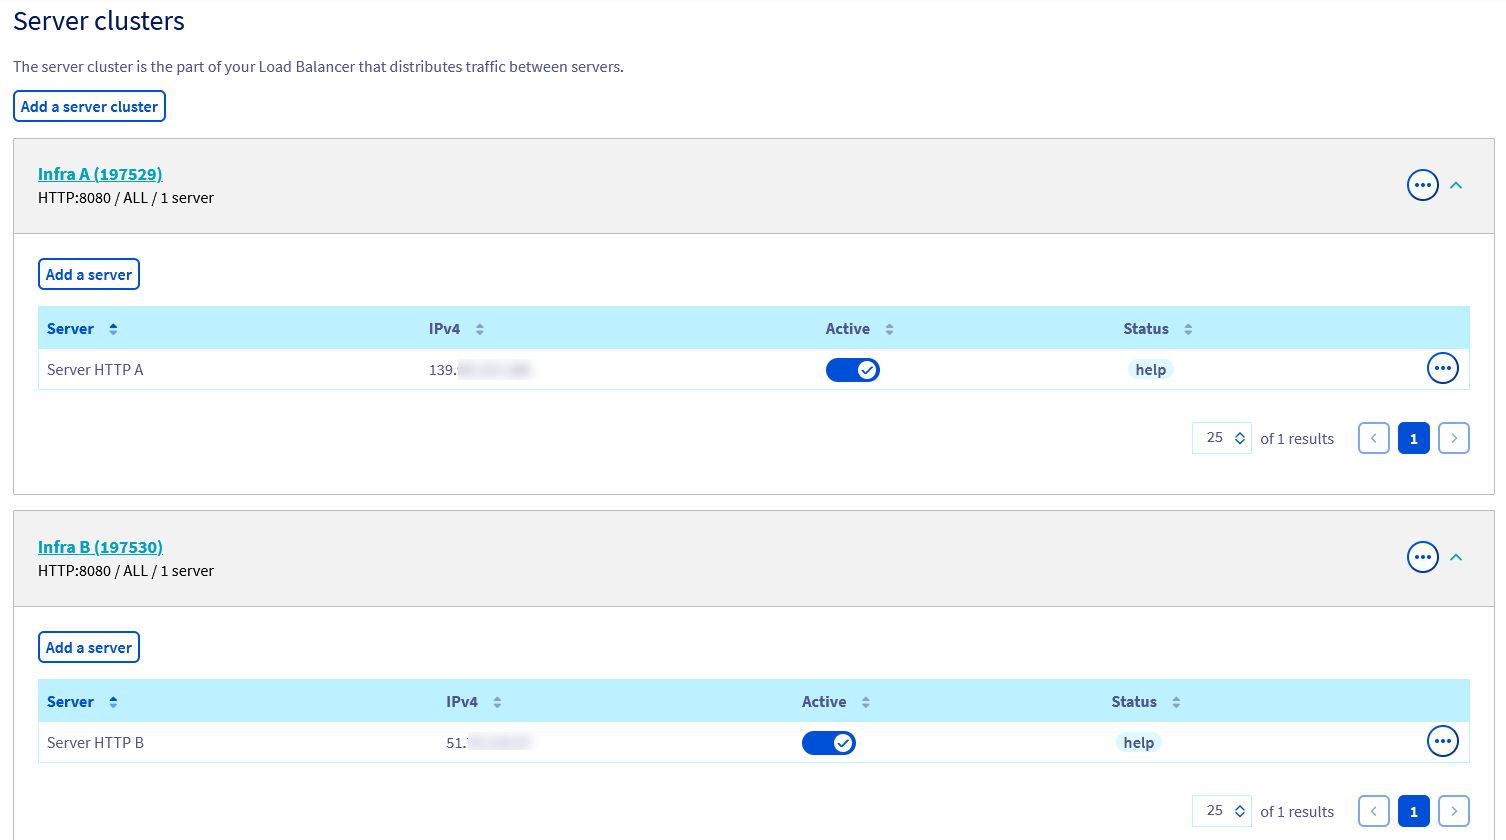 Server clusters
The server cluster is the part of your Load Balancer that distributes traffic between servers.
Add a server cluster
Infra A (197529)
HTTP:8080 / ALL / 1 server
Add a server
Server IPv4 Active Status
Server HTTP A 139. help
25 of 1 results 1
Infra B (197530)
HTTP:8080 / ALL / 1 server
Add a server
Server IPv4 Active Status
Server HTTP B 51. help
25 of 1 results 1